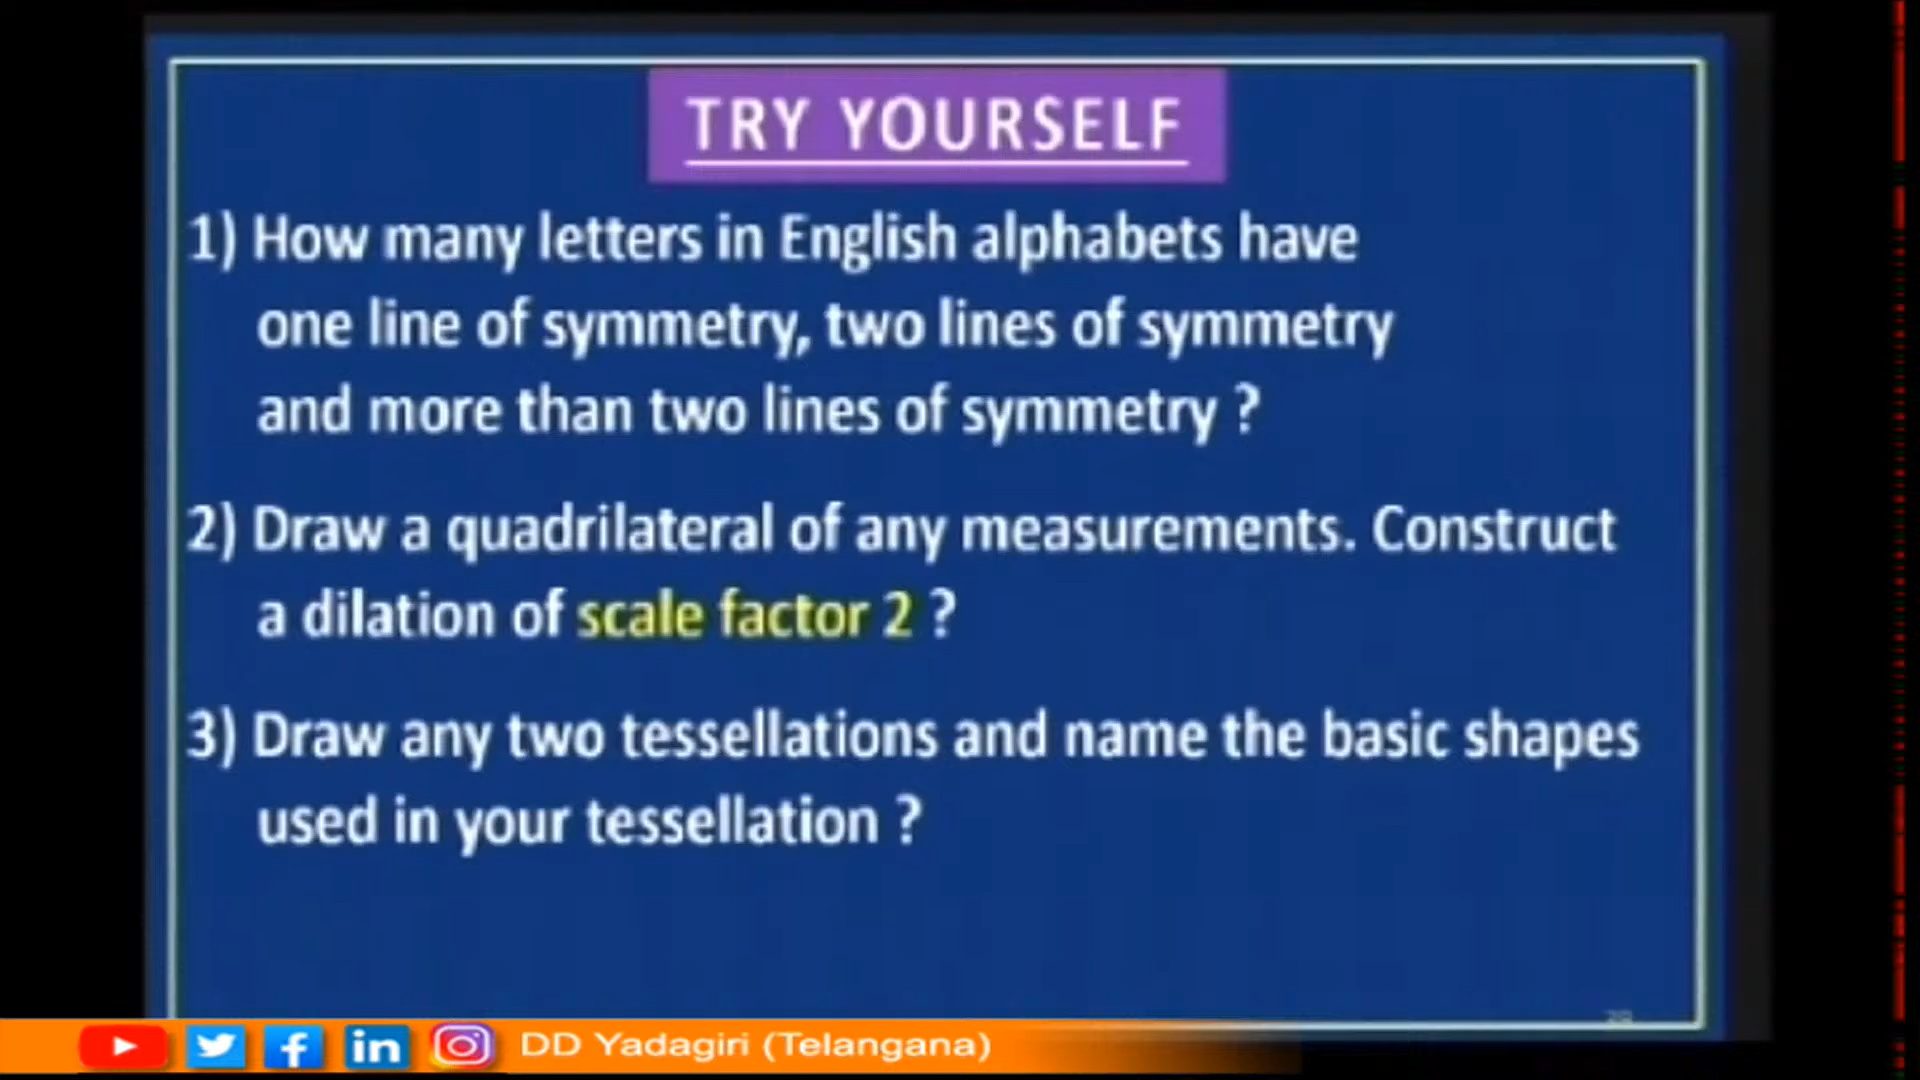 TRY YOURSELF
1) How many letters in English alphabets have
one line of symmetry, two lines of symmetry
and more than two lines of symmetry ?
2) Draw a quadrilateral of any measurements. Construct
a dilation of scale factor 2 ?
3) Draw any two tessellations and name the basic shapes
used in your tessellation ?
in DD Yadagiri (Telangana)